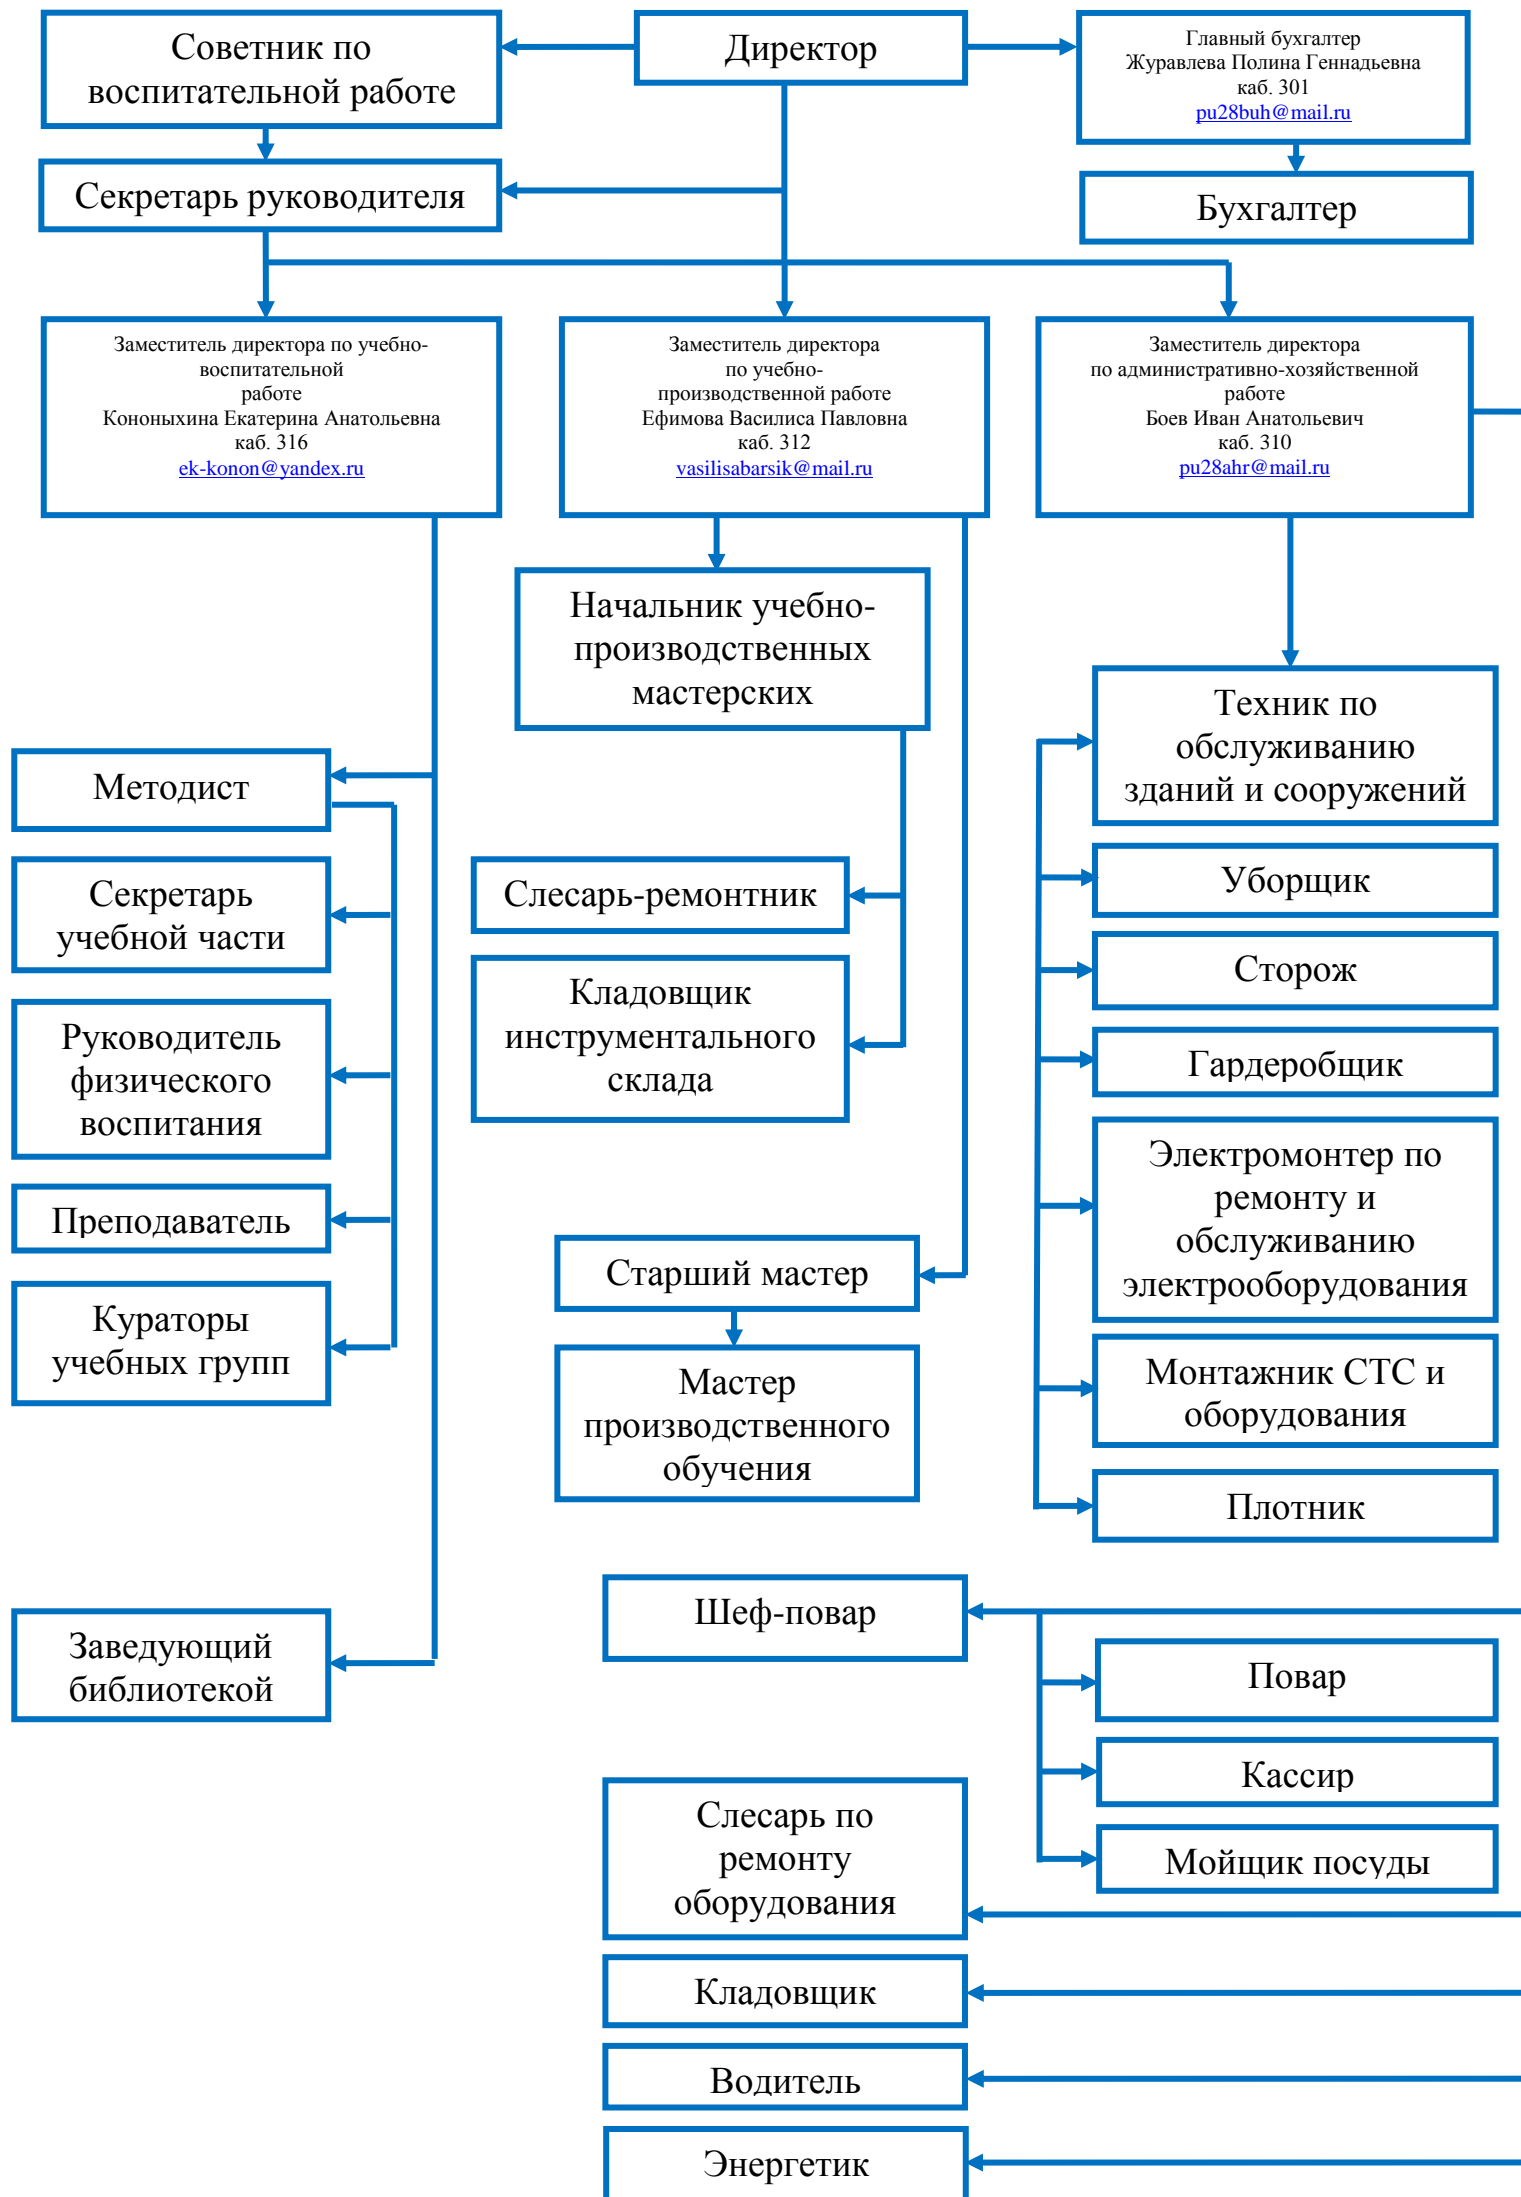 Советник по
воспитательной работе
Директор
Главный бухгалтер
Журавлева Полина Геннадьевна
каб. 301
pu28buh@mail.ru
Секретарь руководителя
Бухгалтер
Заместитель директора по учебно-
воспитательной
работе
Кононыхина Екатерина Анатольевна
каб. 316
ek-konon@yandex.ru
Заместитель директора
по учебно-
производственной работе
Ефимова Василиса Павловна
каб. 312
vasilisabarsik@mail.ru
Заместитель директора
по административно-хозяйственной
работе
Боев Иван Анатольевич
каб. 310
pu28ahr@mail.ru
Начальник учебно-
производственных
мастерских
Техник по
обслуживанию
зданий и сооружений
Методист
Секретарь
учебной части
Слесарь-ремонтник
Уборщик
Сторож
Кладовщик
инструментального
склада
Руководитель
физического
воспитания
Гардеробщик
Электромонтер по
ремонту и
обслуживанию
электрооборудования
Преподаватель
Старший мастер
Кураторы
учебных групп
Мастер
производственного
обучения
Монтажник СТС и
оборудования
Плотник
Шеф-повар
Заведующий
библиотекой
Повар
Кассир
Слесарь по
ремонту
оборудования
Мойщик посуды
Кладовщик
Водитель
Энергетик